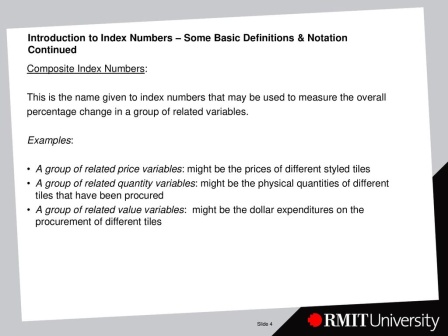 Introduction to Index Numbers – Some Basic Definitions & Notation
Continued
Composite Index Numbers:
This is the name given to index numbers that may be used to measure the overall
percentage change in a group of related variables.
Examples:
• A group of related price variables: might be the prices of different styled tiles
• A group of related quantity variables: might be the physical quantities of different
tiles that have been procured
• A group of related value variables: might be the dollar expenditures on the
procurement of different tiles
Slide 4
RMIT University